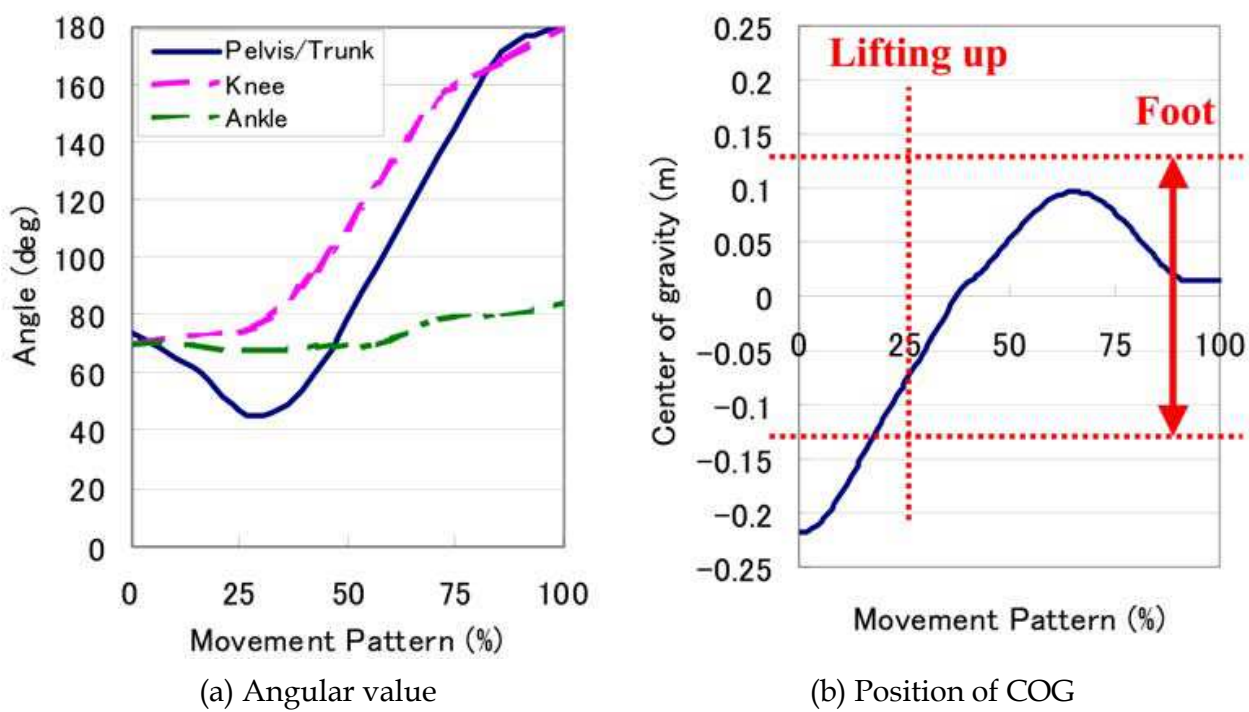 180
160
140
120
100
80
60
40
20
0
Angle (deg)
Pelvis/Trunk
Knee
Ankle
0 25 50 75 100
Movement Pattern (%)
(a) Angular value
0.25
0.2
0.15
0.1
0.05
0
-0.05
-0.1
-0.15
-0.2
-0.25
Center of gravity (m)
Lifting up
Foot
0 25 50 75 100
Movement Pattern (%)
(b) Position of COG